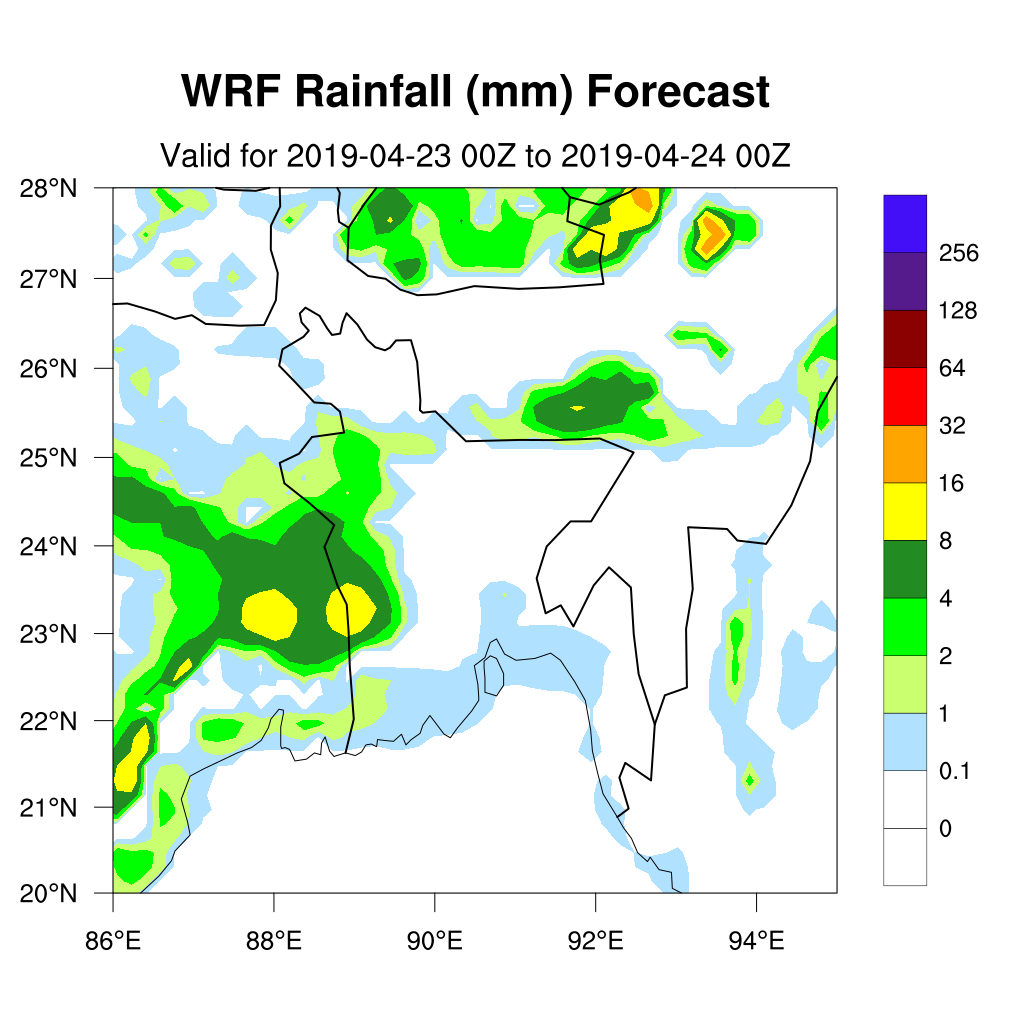 WRF Rainfall (mm) Forecast
Valid for 2019-04-23 00Z to 2019-04-24 00Z
28°N
27°N
26°N
25°N
24°N
23°N
22°N
21°N
20°N
86°E 88°E 90°E 92°E 94°E
256
128
64
32
16
8
4
2
1
0.1
0